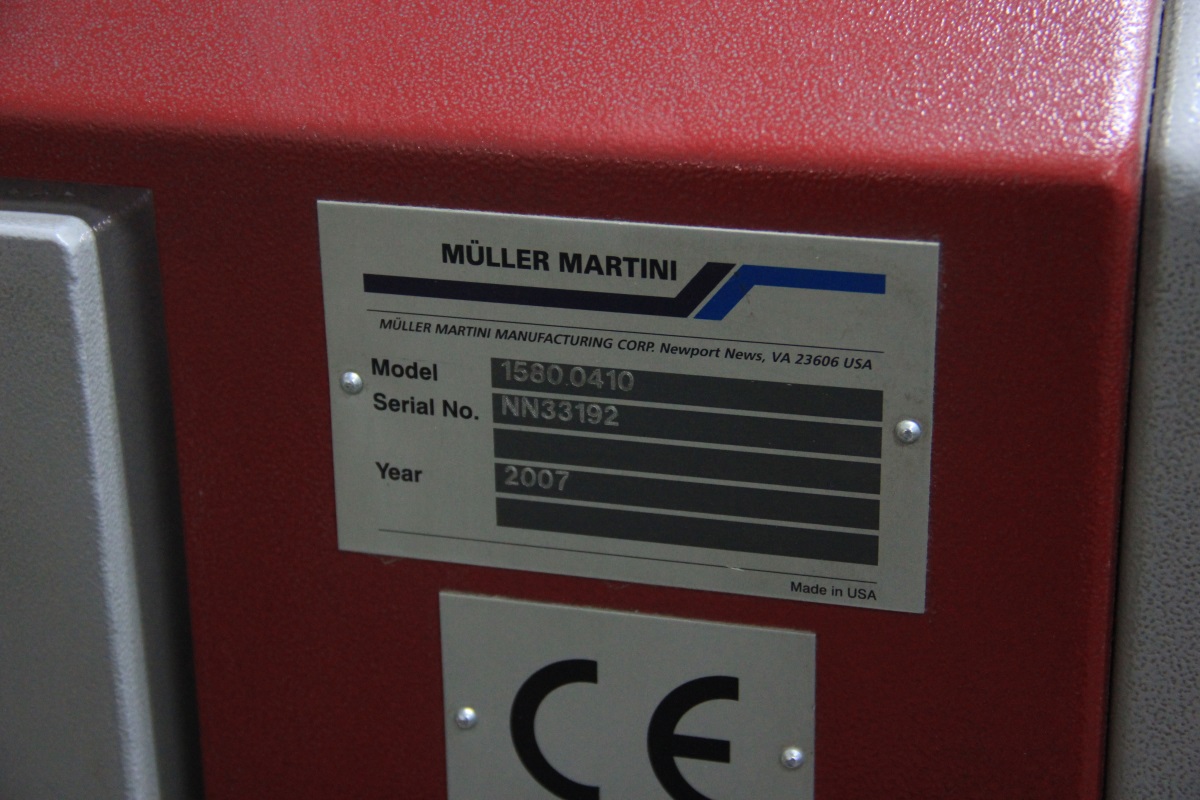 MÜLLER MARTINI
MÜLLER MARTINI MANUFACTURING CORP. Newport News, VA 23606 USA
Model 1580.0410
Serial No. NN33192
Year 2007
Made in USA
CE